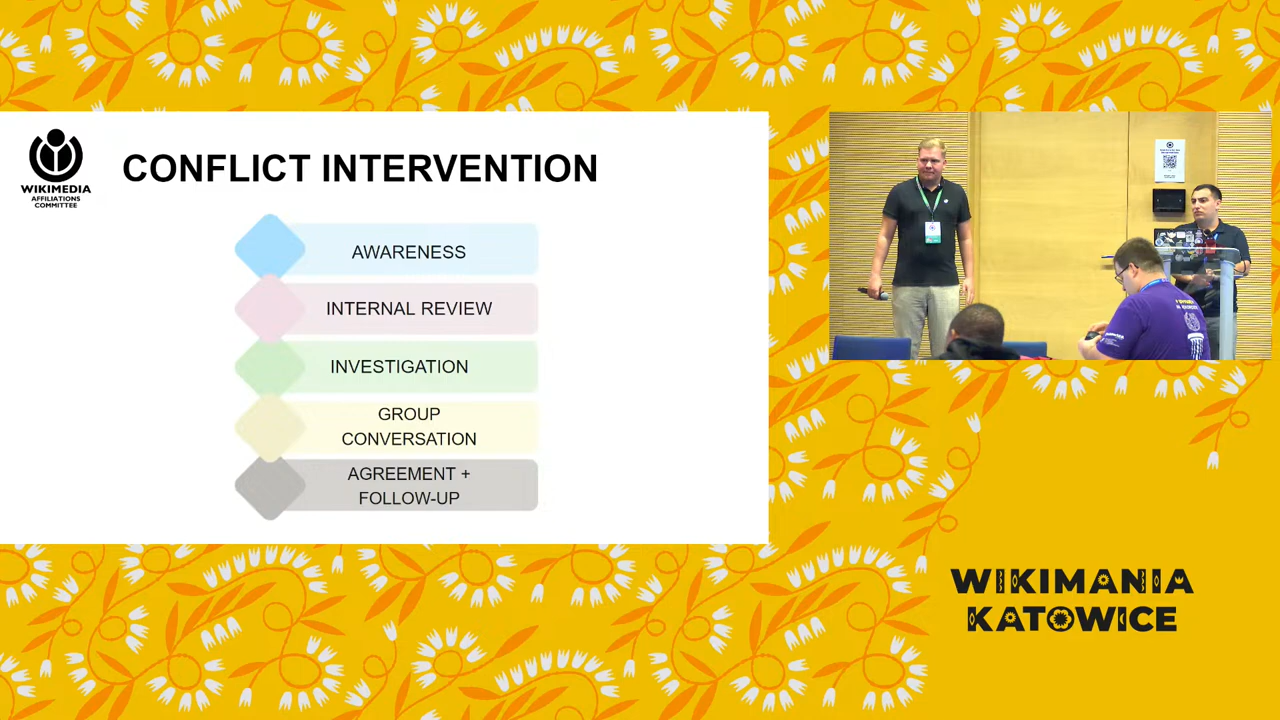 WIKIMEDIA
AFFILIATIONS
COMMITTEE
CONFLICT INTERVENTION
AWARENESS
INTERNAL REVIEW
INVESTIGATION
GROUP
CONVERSATION
AGREEMENT +
FOLLOW-UP
WIKIMANIA
KATOWICE